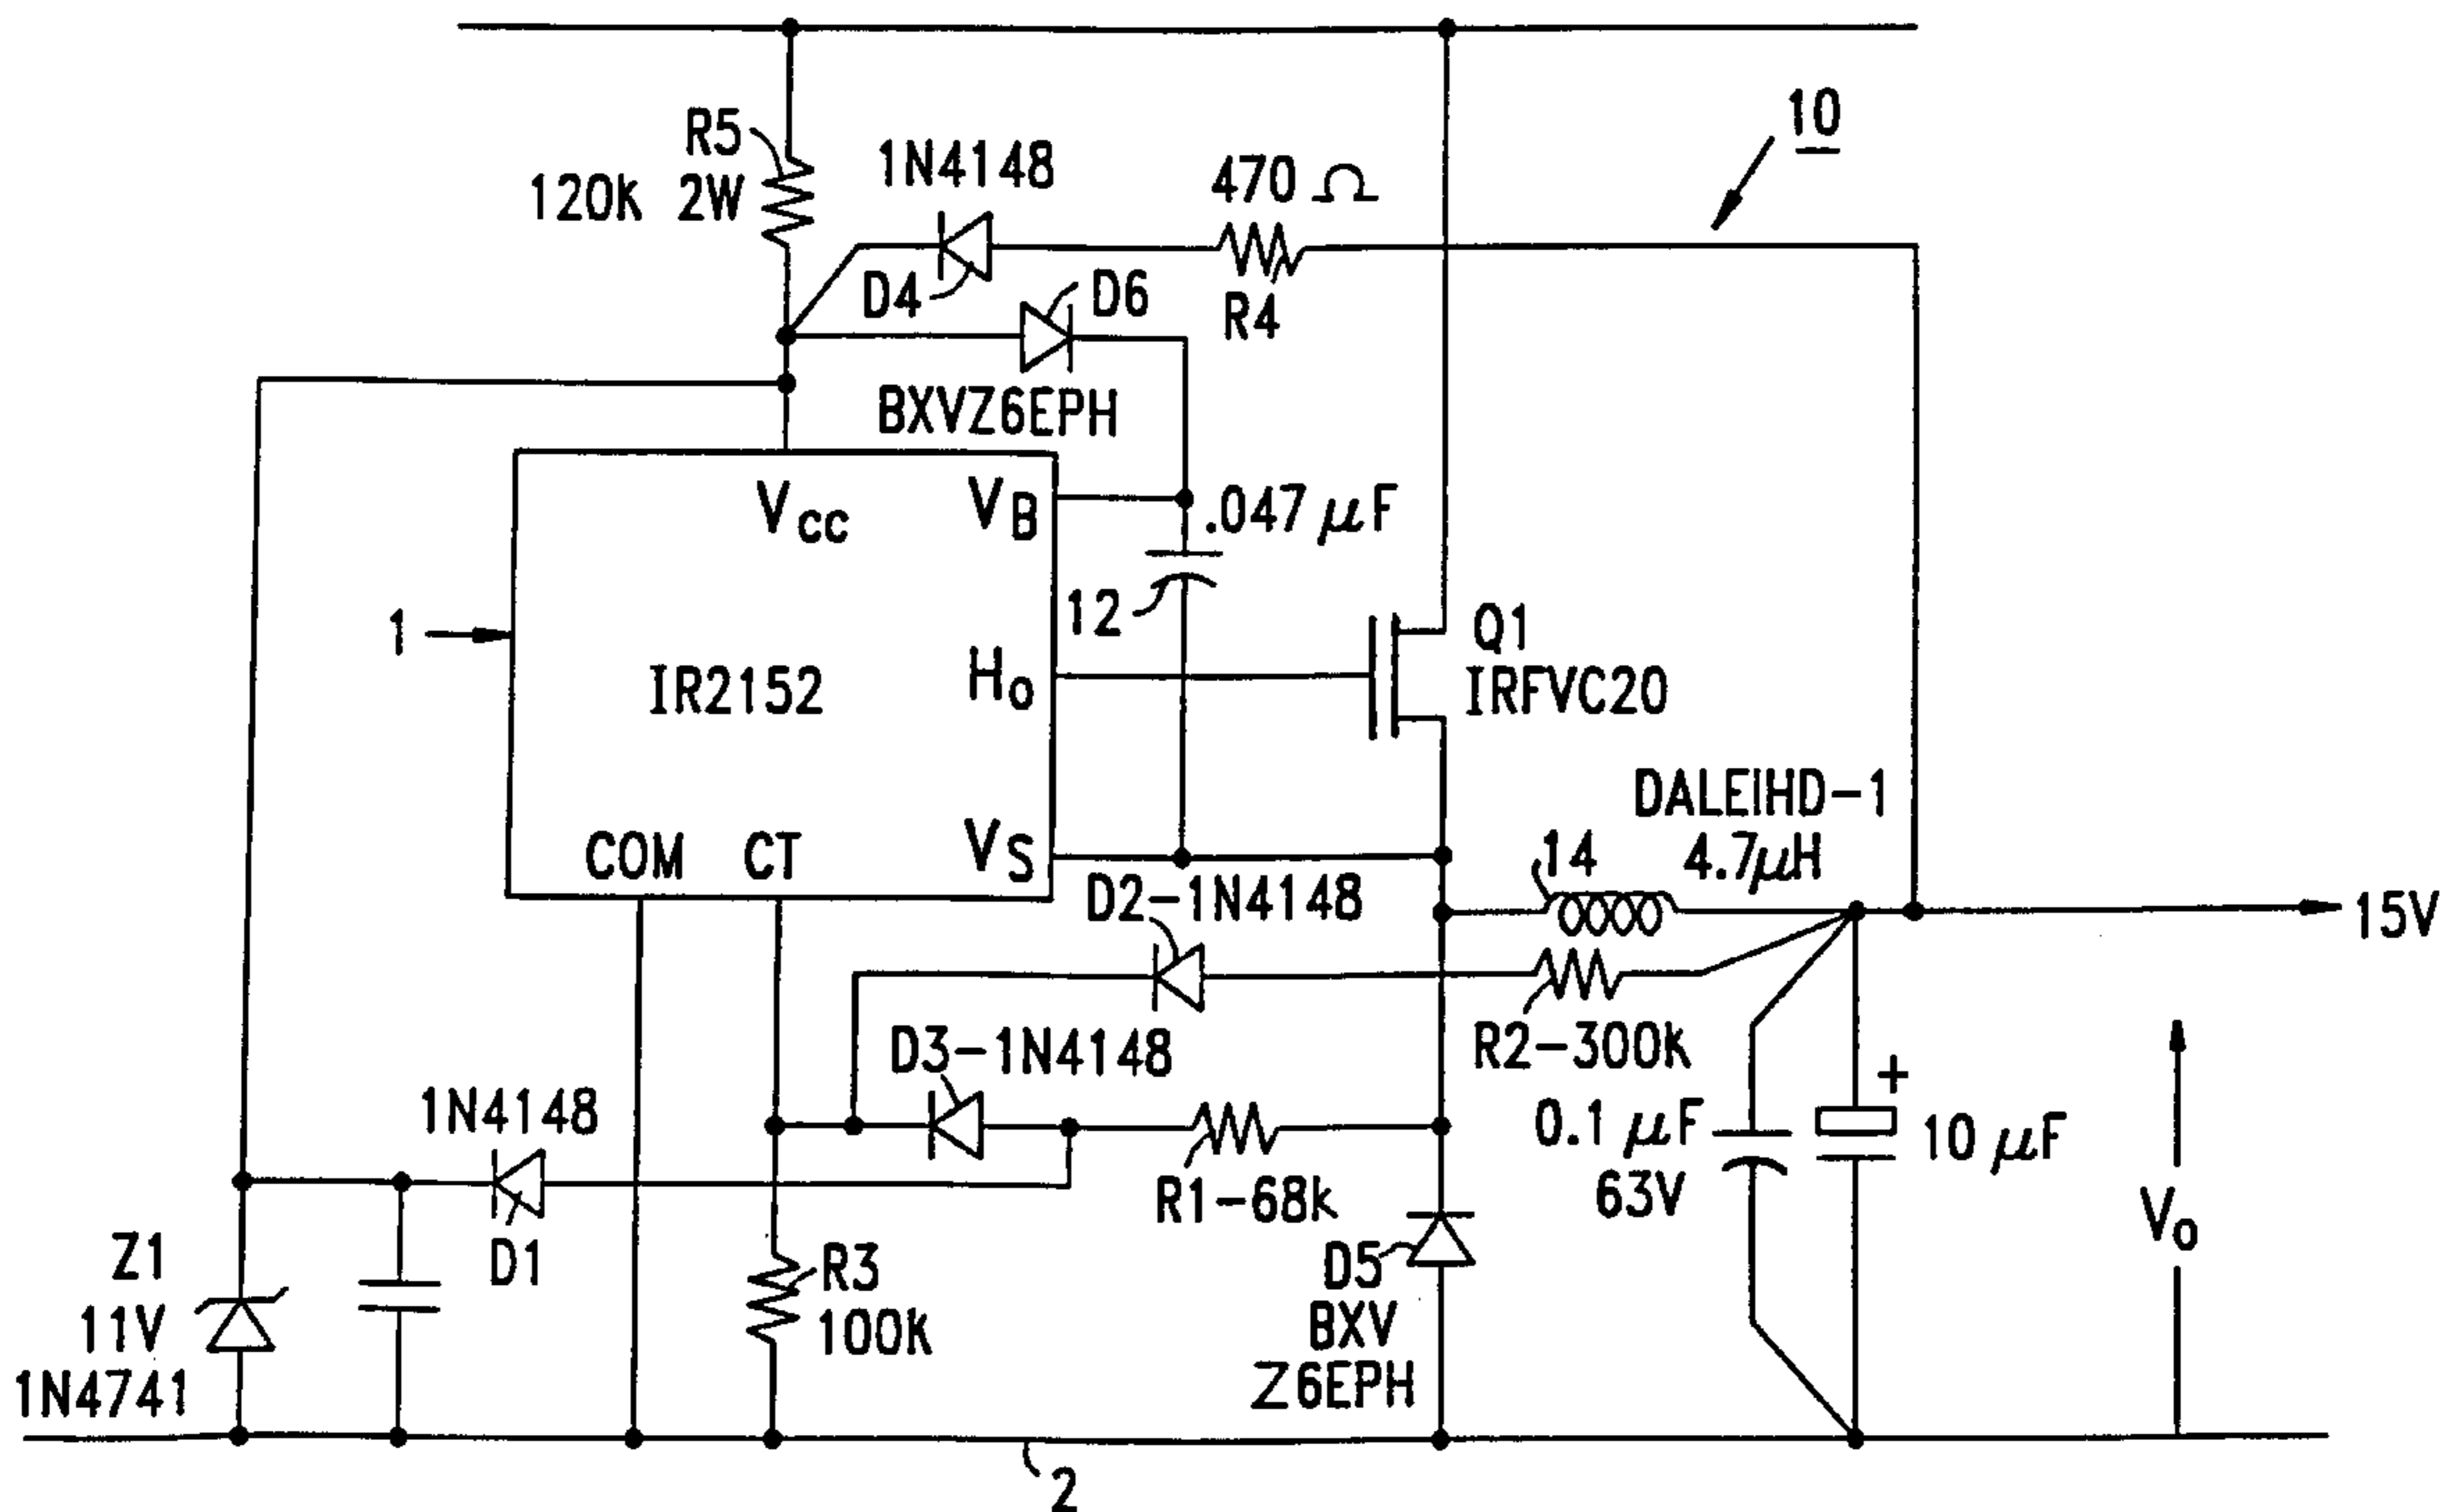 10
R5
120k 2W
1N4148
D4
470 Ω
R4
D6
BXVZ6EPH
Vcc
VB
.047 μF
12
1
IR2152
Ho
Q1
IRFVC20
COM
CT
VS
DALEIHD-1
4.7μH
14
15V
D2-1N4148
R2-300k
D3-1N4148
1N4148
D1
R1-68k
0.1 μF
63V
+
10 μF
Vo
Z1
11V
1N4741
R3
100k
D5
BXV
Z6EPH
2